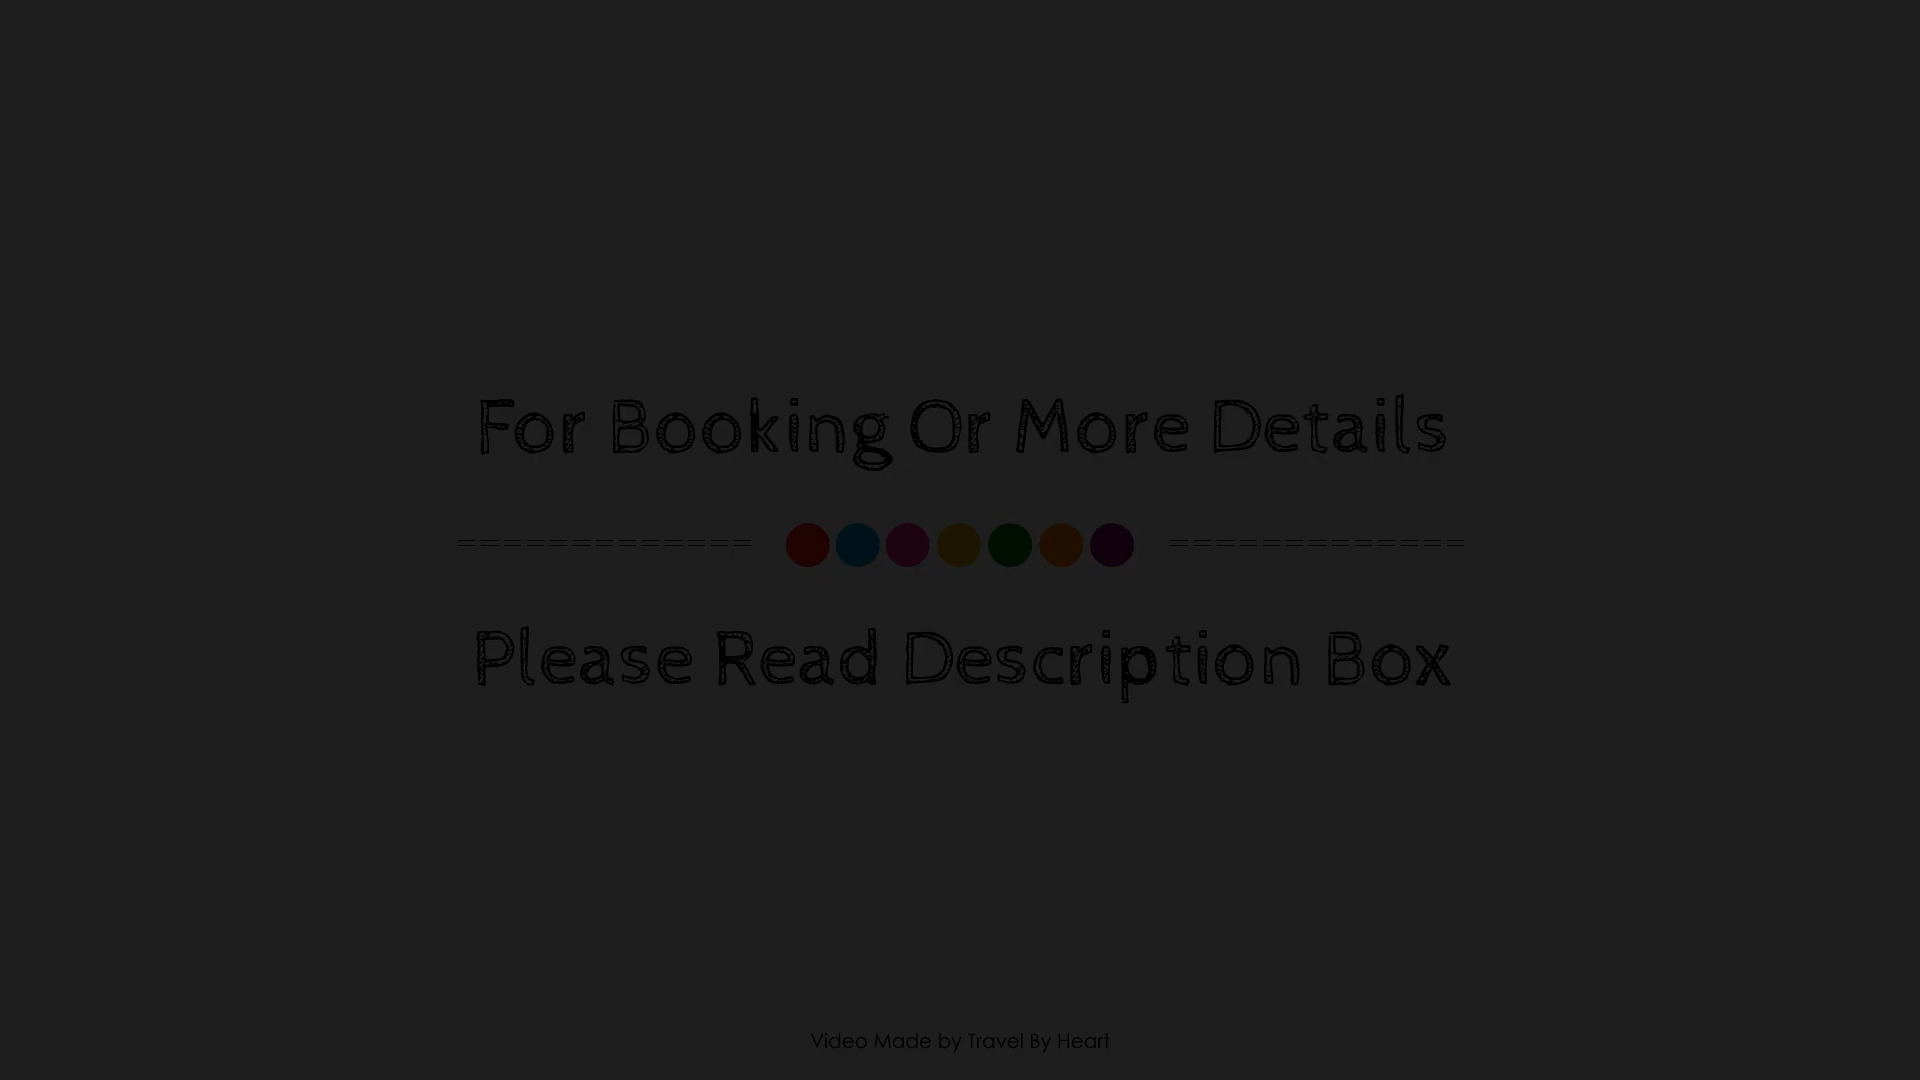 For Booking Or More Details
============= =============
Please Read Description Box
Video Made by Travel By Heart